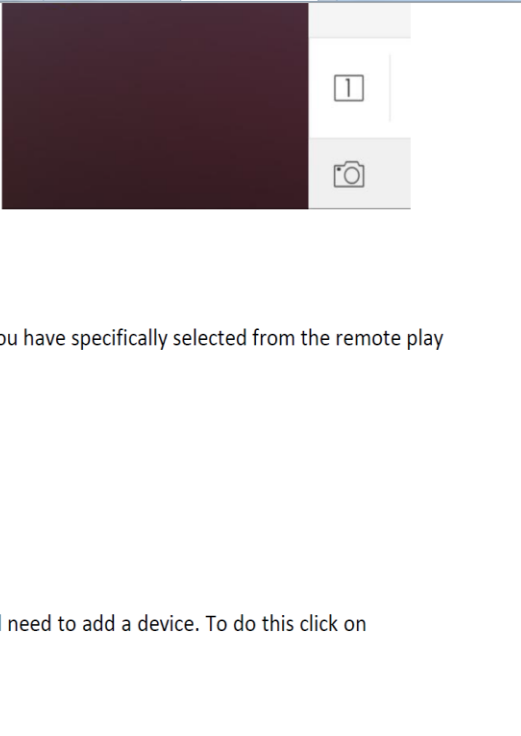 1
ou have specifically selected from the remote play
need to add a device. To do this click on